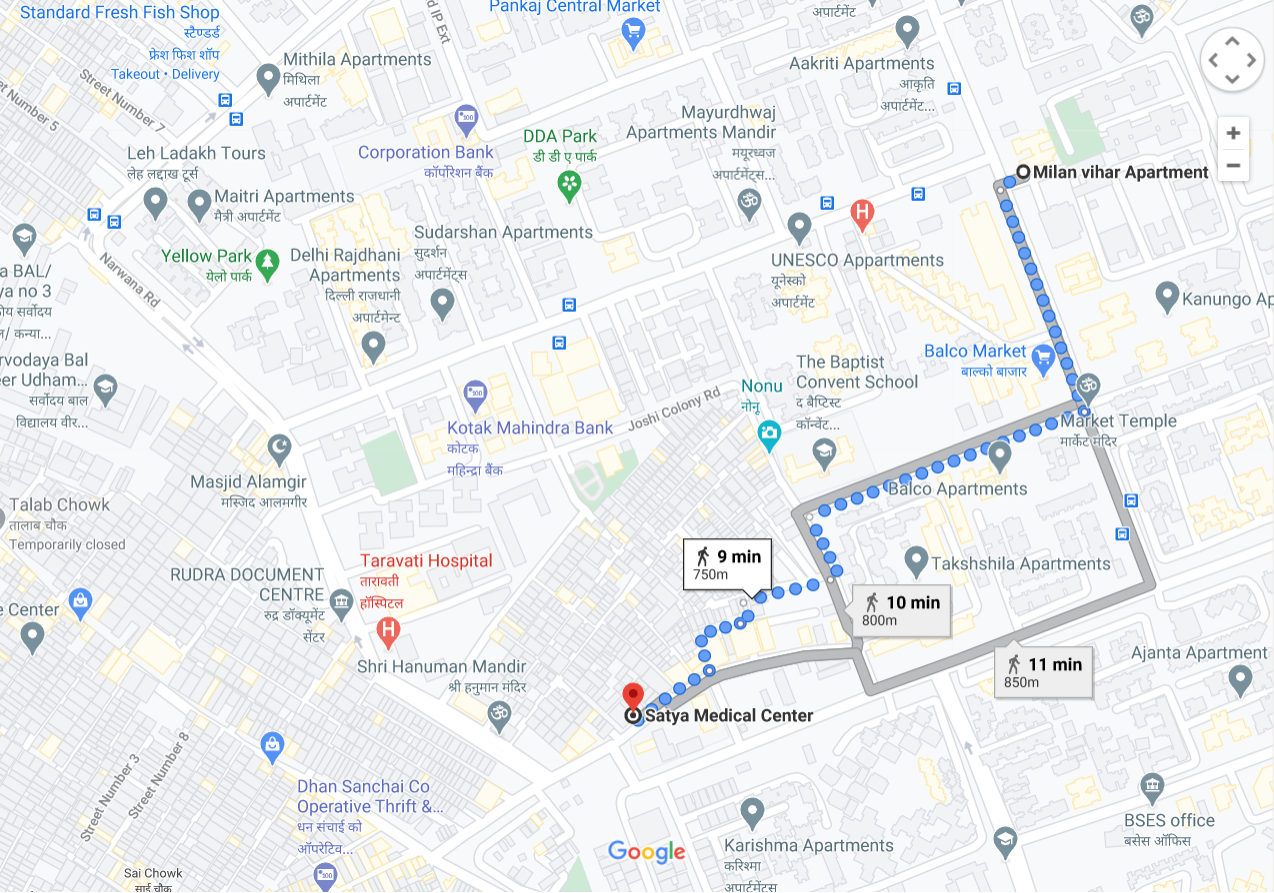 Standard Fresh Fish Shop
स्टैण्डर्ड
फ्रेश फिश शॉप
Takeout • Delivery
Street Number 7
Street Number 5
Mithila Apartments
मिथिला
अपार्टमेंट
d IP Ext
Pankaj Central Market
अपार्टमेंट
Aakriti Apartments
आकृति
अपार्टमेंट...
Mayurdhwaj
Apartments Mandir
मयूरध्वज
अपार्टमेंट्स...
Corporation Bank
कॉर्पोरेशन बैंक
DDA Park
डी डी ए पार्क
Leh Ladakh Tours
लेह लद्दाख टूर्स
Maitri Apartments
मैत्री अपार्टमेंट
Milan vihar Apartment
Yellow Park
येलो पार्क
Delhi Rajdhani
Apartments
दिल्ली राजधानी
अपार्टमेन्ट
Sudarshan Apartments
सुदर्शन
अपार्टमेंट्स
UNESCO Appartments
यूनेस्को
अपार्टमेंट
Narwana Rd
a BAL/
ya no 3
ीय सर्वोदय
ल/ कन्या...
Kanungo Ap
rvodaya Bal
eer Udham...
सर्वोदय बाल
विद्यालय वीर...
Balco Market
बाल्को बाजार
The Baptist
Convent School
द बैप्टिस्ट
कॉन्वेंट...
Nonu
नोनू
Joshi Colony Rd
Kotak Mahindra Bank
कोटक
महिन्द्रा बैंक
Market Temple
मार्केट मंदिर
Masjid Alamgir
मस्जिद आलमगीर
Balco Apartments
Talab Chowk
तालाब चौक
Temporarily closed
Taravati Hospital
तारावती
हॉस्पिटल
9 min
750m
Takshshila Apartments
RUDRA DOCUMENT
CENTRE
रुद्र डॉक्यूमेंट
सेंटर
e Center
10 min
800m
Shri Hanuman Mandir
श्री हनुमान मंदिर
11 min
850m
Ajanta Apartment
Satya Medical Center
Street Number 3
Street Number 8
Dhan Sanchai Co
Operative Thrift &...
धन संचाई को
ऑपरेटिव...
BSES office
बसेस ऑफिस
Karishma Apartments
करिश्मा
अपार्टमेंट्स
Google
Sai Chowk
साई चौक